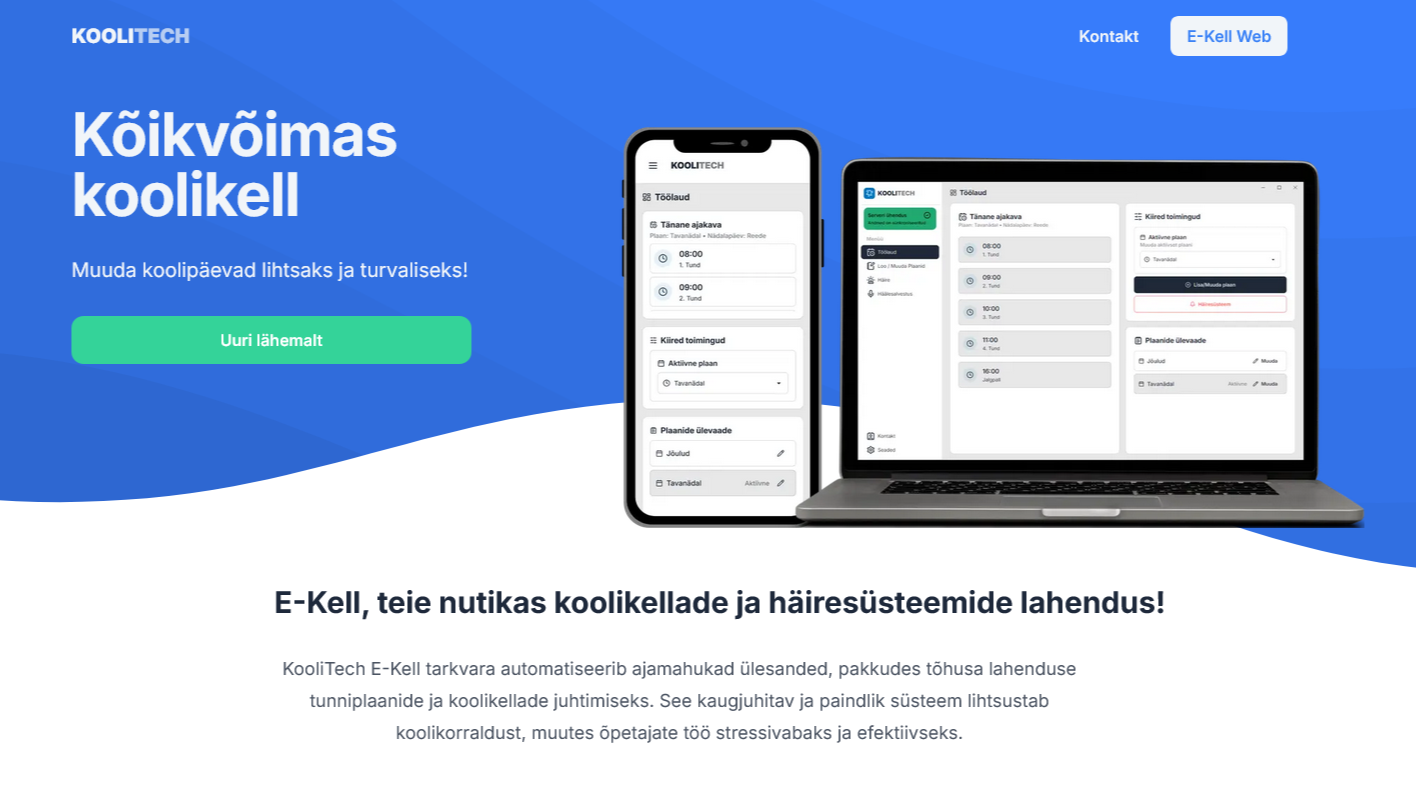 KOOLITECH
Kontakt
E-Kell Web
Kõikvõimas
koolikell
Muuda koolipäevad lihtsaks ja turvaliseks!
Uuri lähemalt
KOOLITECH
Töölaud
Tänane ajakava
Plaan: Tavanädal • Nädalapäev: Reede
08:00
1. Tund
09:00
2. Tund
Kiired toimingud
Aktiivne plaan
Tavanädal
Plaanide ülevaade
Jõulud
Tavanädal Aktiivne
KOOLITECH
Serveri ühendus
Töölaud
Loo / Muuda Plaanid
Häire
Häälesalvestus
Kontakt
Seaded
Töölaud
Tänane ajakava
Plaan: Tavanädal • Nädalapäev: Reede
08:00
1. Tund
09:00
2. Tund
10:00
3. Tund
11:00
4. Tund
16:00
Kiired toimingud
Aktiivne plaan
Muuda aktiivset plaani
Tavanädal
Lisa/Muuda plaan
Häiresüsteem
Plaanide ülevaade
Jõulud Muuda
Tavanädal Aktiivne Muuda
E-Kell, teie nutikas koolikellade ja häiresüsteemide lahendus!
KooliTech E-Kell tarkvara automatiseerib ajamahukad ülesanded, pakkudes tõhusa lahenduse
tunniplaanide ja koolikellade juhtimiseks. See kaugjuhitav ja paindlik süsteem lihtsustab
koolikorraldust, muutes õpetajate töö stressivabaks ja efektiivseks.